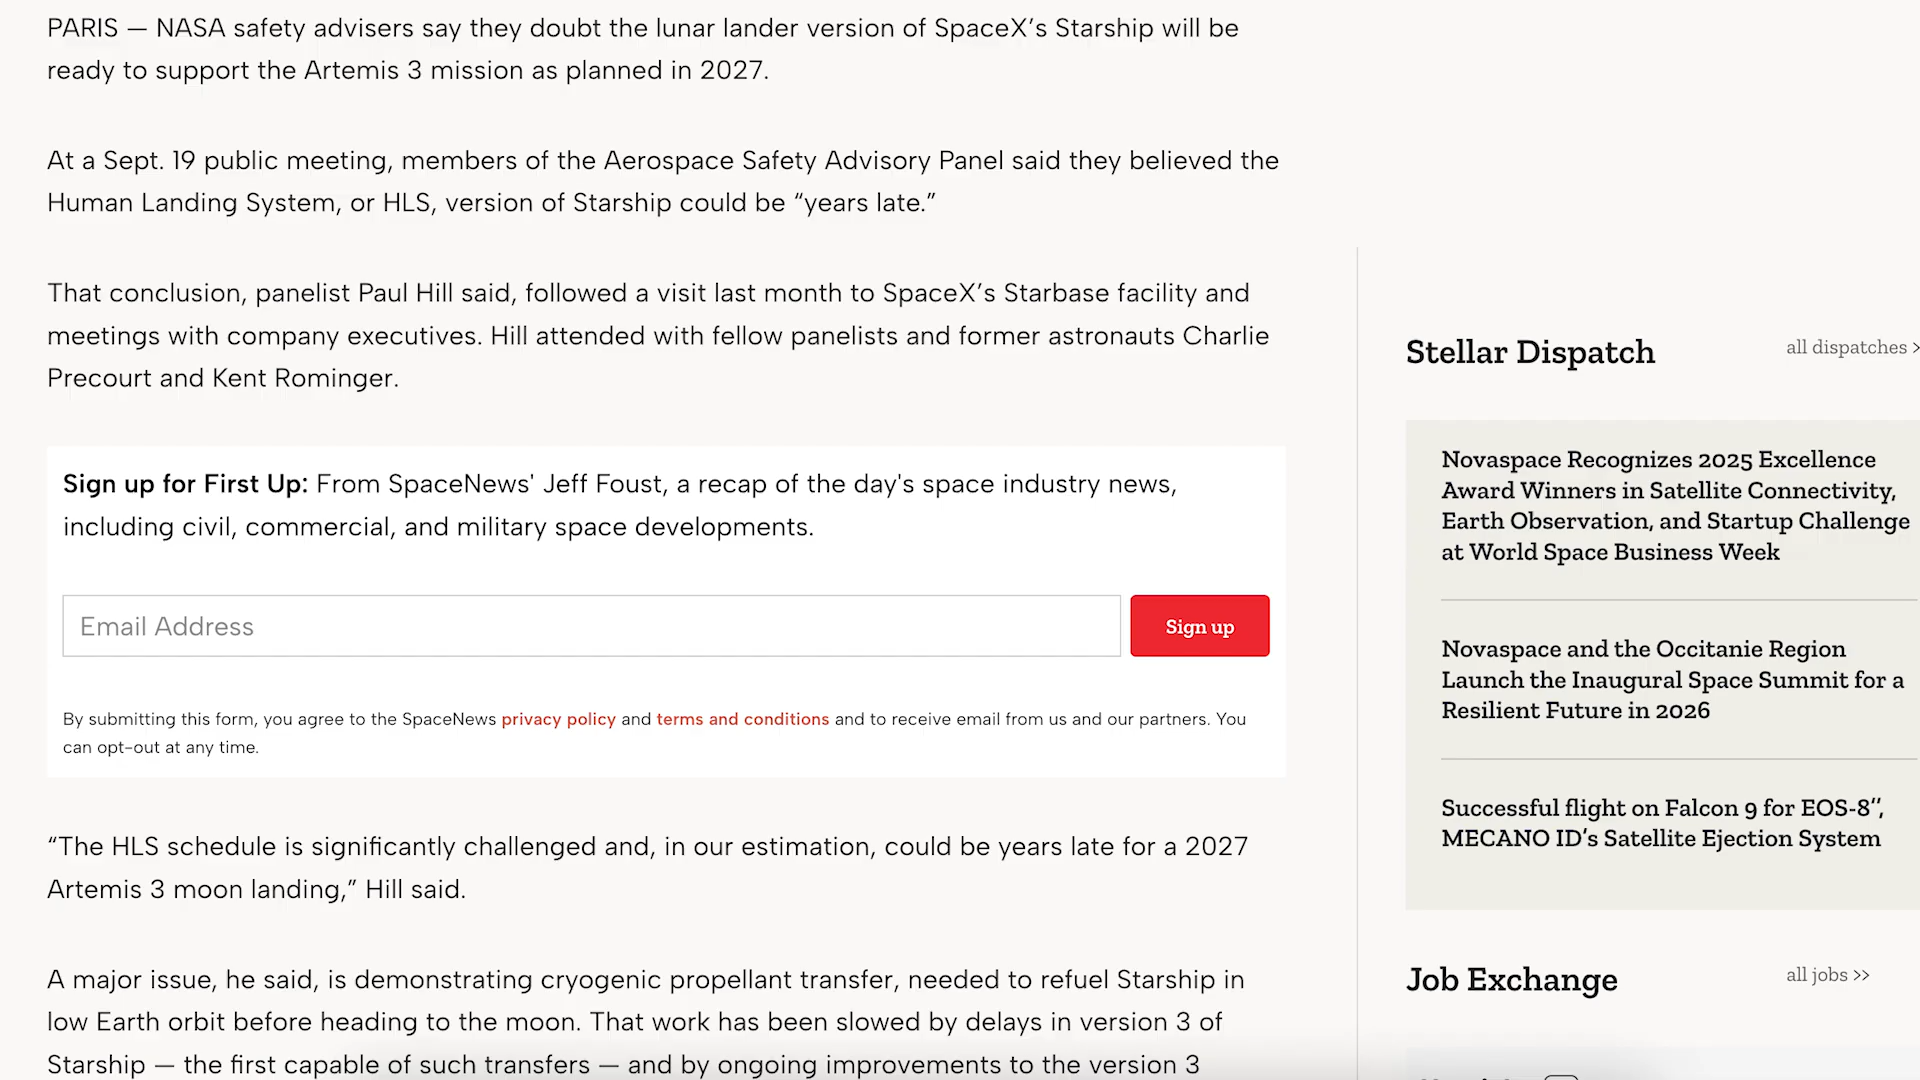 PARIS — NASA safety advisers say they doubt the lunar lander version of SpaceX’s Starship will be
ready to support the Artemis 3 mission as planned in 2027.
At a Sept. 19 public meeting, members of the Aerospace Safety Advisory Panel said they believed the
Human Landing System, or HLS, version of Starship could be “years late.”
That conclusion, panelist Paul Hill said, followed a visit last month to SpaceX’s Starbase facility and
meetings with company executives. Hill attended with fellow panelists and former astronauts Charlie
Precourt and Kent Rominger.
Sign up for First Up: From SpaceNews' Jeff Foust, a recap of the day's space industry news,
including civil, commercial, and military space developments.
Email Address
Sign up
By submitting this form, you agree to the SpaceNews privacy policy and terms and conditions and to receive email from us and our partners. You
can opt-out at any time.
“The HLS schedule is significantly challenged and, in our estimation, could be years late for a 2027
Artemis 3 moon landing,” Hill said.
A major issue, he said, is demonstrating cryogenic propellant transfer, needed to refuel Starship in
low Earth orbit before heading to the moon. That work has been slowed by delays in version 3 of
Starship — the first capable of such transfers — and by ongoing improvements to the version 3
Stellar Dispatch
all dispatches >
Novaspace Recognizes 2025 Excellence
Award Winners in Satellite Connectivity,
Earth Observation, and Startup Challenge
at World Space Business Week
Novaspace and the Occitanie Region
Launch the Inaugural Space Summit for a
Resilient Future in 2026
Successful flight on Falcon 9 for EOS-8’’,
MECANO ID’s Satellite Ejection System
Job Exchange
all jobs >>